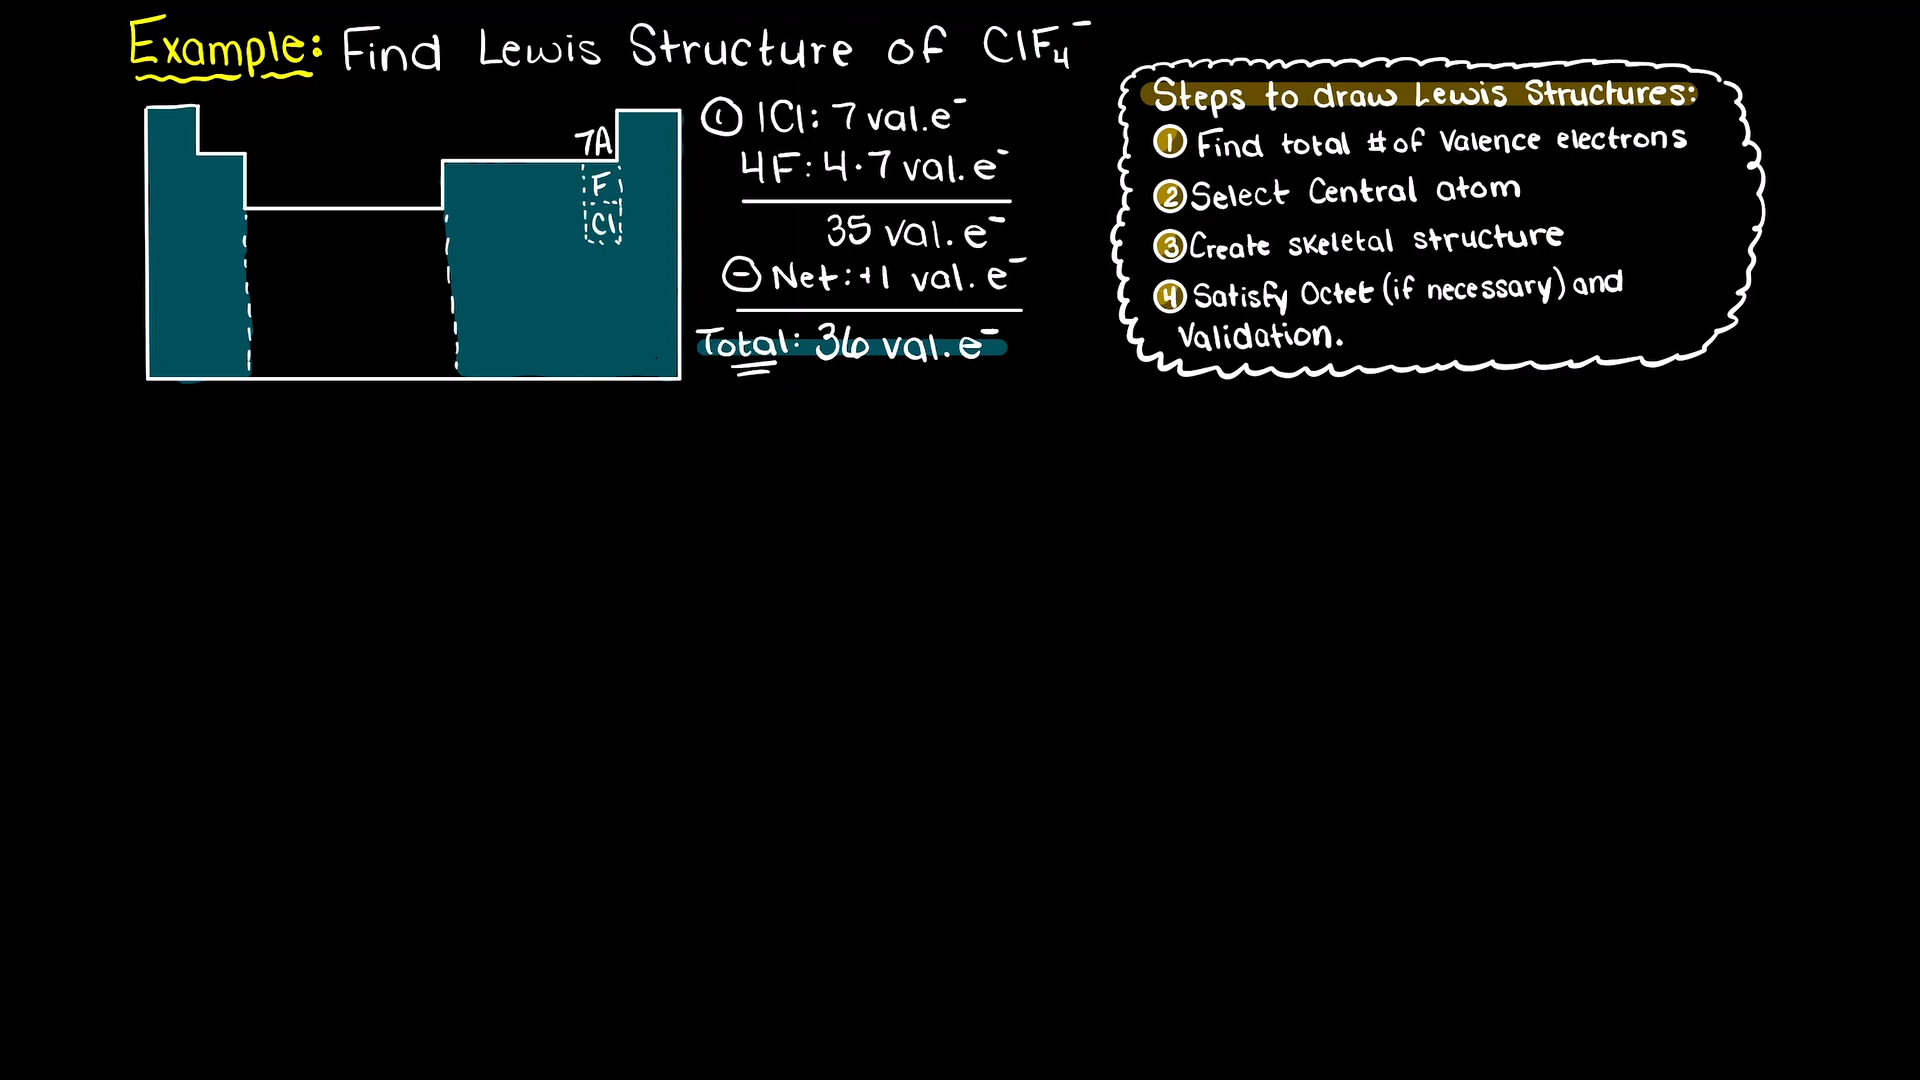 Example: Find Lewis Structure of ClF₄⁻
7A
F
Cl
① 1Cl: 7 val.e⁻
4F: 4·7 val.e⁻
35 val.e⁻
⊖ Net: +1 val.e⁻
Total: 36 val.e⁻
Steps to draw Lewis Structures:
① Find total # of Valence electrons
② Select Central atom
③ Create skeletal structure
④ Satisfy Octet (if necessary) and
Validation.